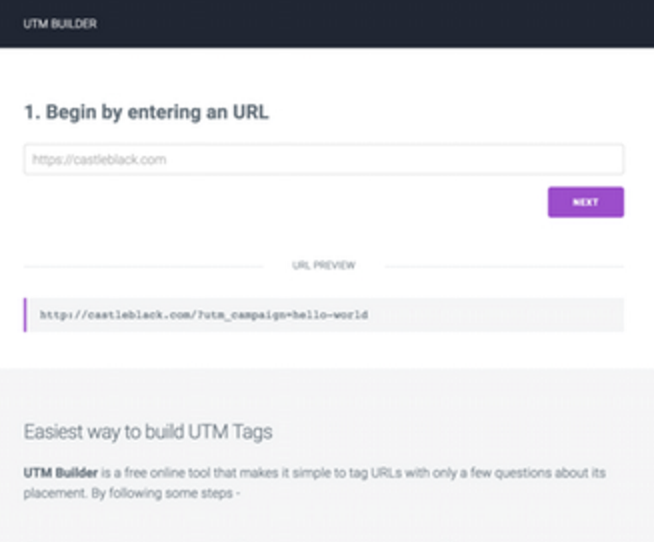 UTM BUILDER
1. Begin by entering an URL
https://castleblack.com
NEXT
URL PREVIEW
http://castleblack.com/?utm_campaign=hello-world
Easiest way to build UTM Tags
UTM Builder is a free online tool that makes it simple to tag URLs with only a few questions about its
placement. By following some steps -